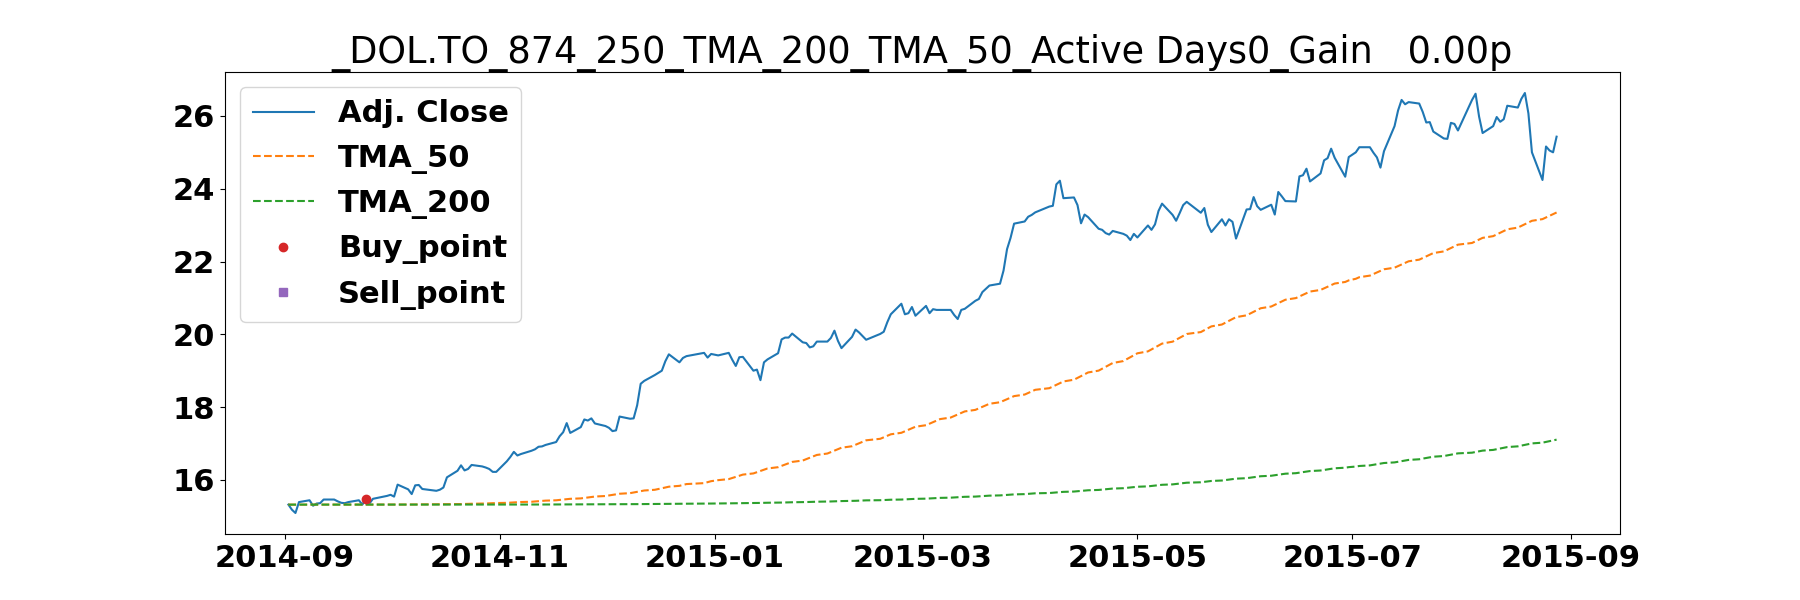 _DOL.TO_874_250_TMA_200_TMA_50_Active Days0_Gain   0.00p
Adj. Close
TMA_50
TMA_200
Buy_point
Sell_point
26
24
22
20
18
16
2014-09 2014-11 2015-01 2015-03 2015-05 2015-07 2015-09